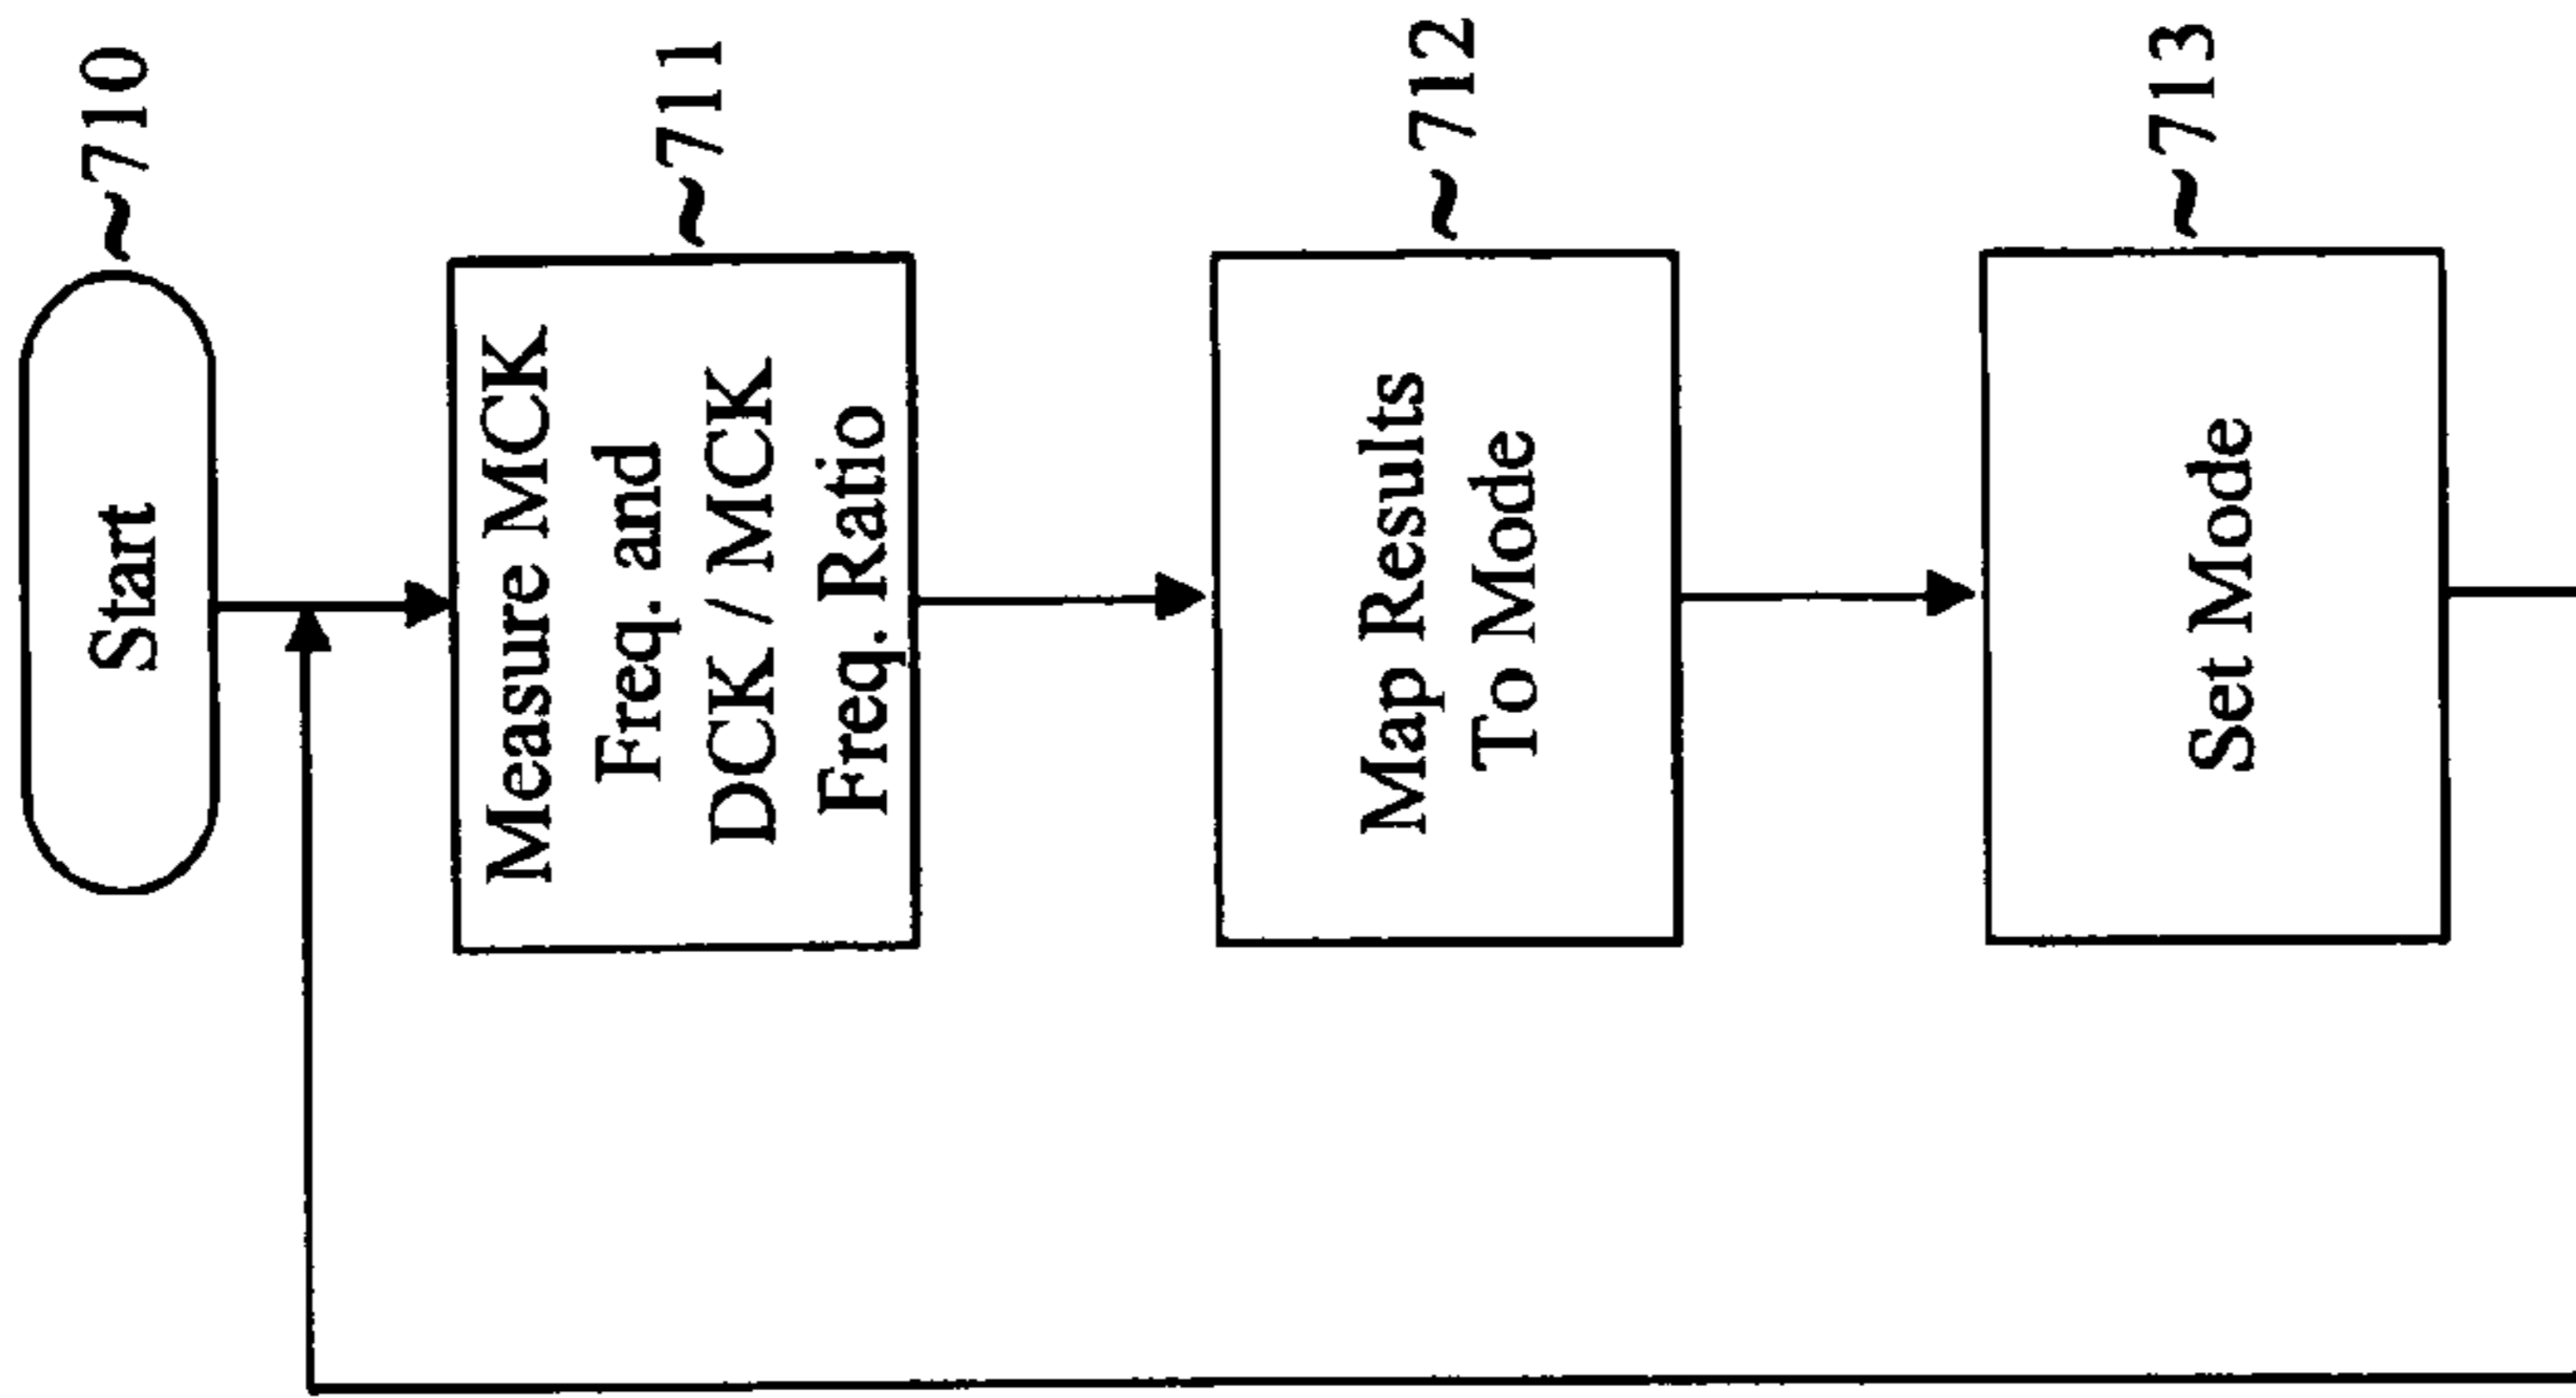 Start
~710
Measure MCK
Freq. and
DCK / MCK
Freq. Ratio
~711
Map Results
To Mode
~712
Set Mode
~713